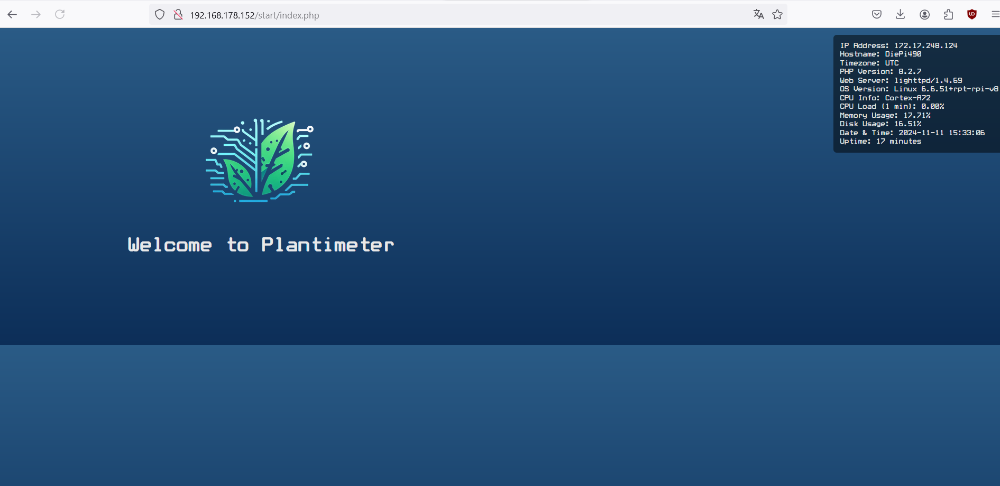 192.168.178.152/start/index.php
IP Address: 172.17.248.124
Hostname: DiePi490
Timezone: UTC
PHP Version: 8.2.7
Web Server: lighttpd/1.4.69
OS Version: Linux 6.6.51+rpt-rpi-v8
CPU Info: Cortex-A72
CPU Load (1 min): 0.00%
Memory Usage: 17.71%
Disk Usage: 16.51%
Date & Time: 2024-11-11 15:33:06
Uptime: 17 minutes
Welcome to Plantimeter